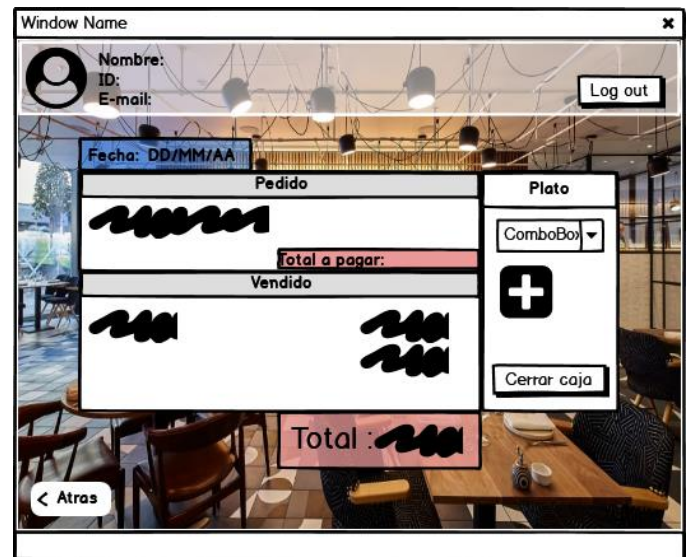 Window Name
Nombre:
ID:
E-mail:
Log out
Fecha: DD/MM/AA
Pedido
Plato
ComboBox
Total a pagar:
Vendido
Cerrar caja
Total :
< Atras